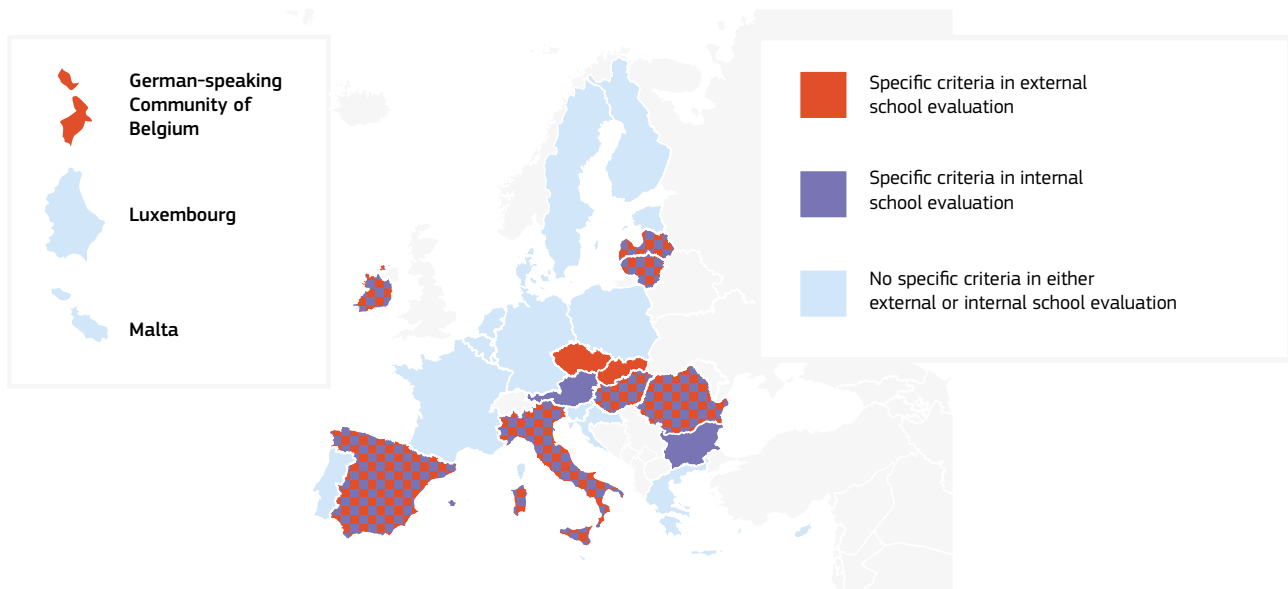 German-speaking
Community of
Belgium
Luxembourg
Malta
Specific criteria in external
school evaluation
Specific criteria in internal
school evaluation
No specific criteria in either
external or internal school evaluation